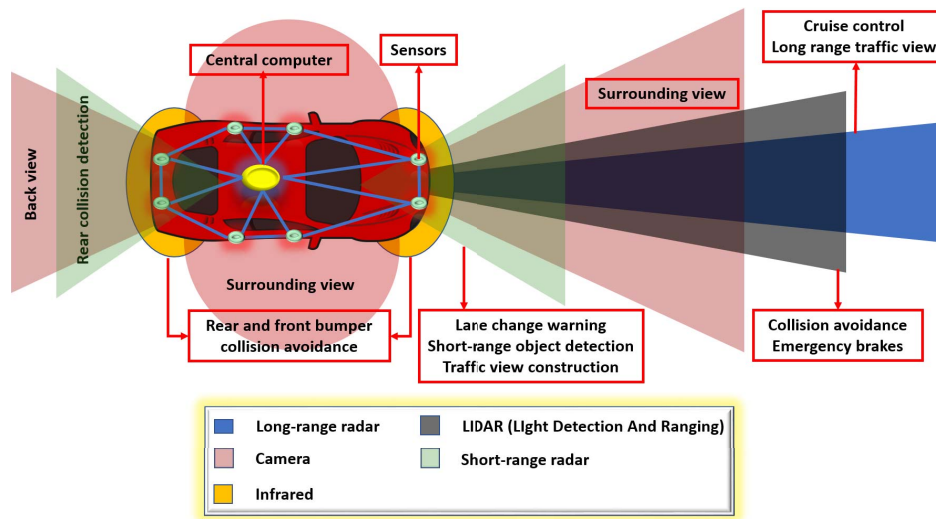 Cruise control
Long range traffic view
Central computer
Sensors
Surrounding view
Back view
Rear collision detection
Surrounding view
Rear and front bumper
collision avoidance
Lane change warning
Short-range object detection
Traffic view construction
Collision avoidance
Emergency brakes
Long-range radar
LIDAR (LIght Detection And Ranging)
Camera
Short-range radar
Infrared